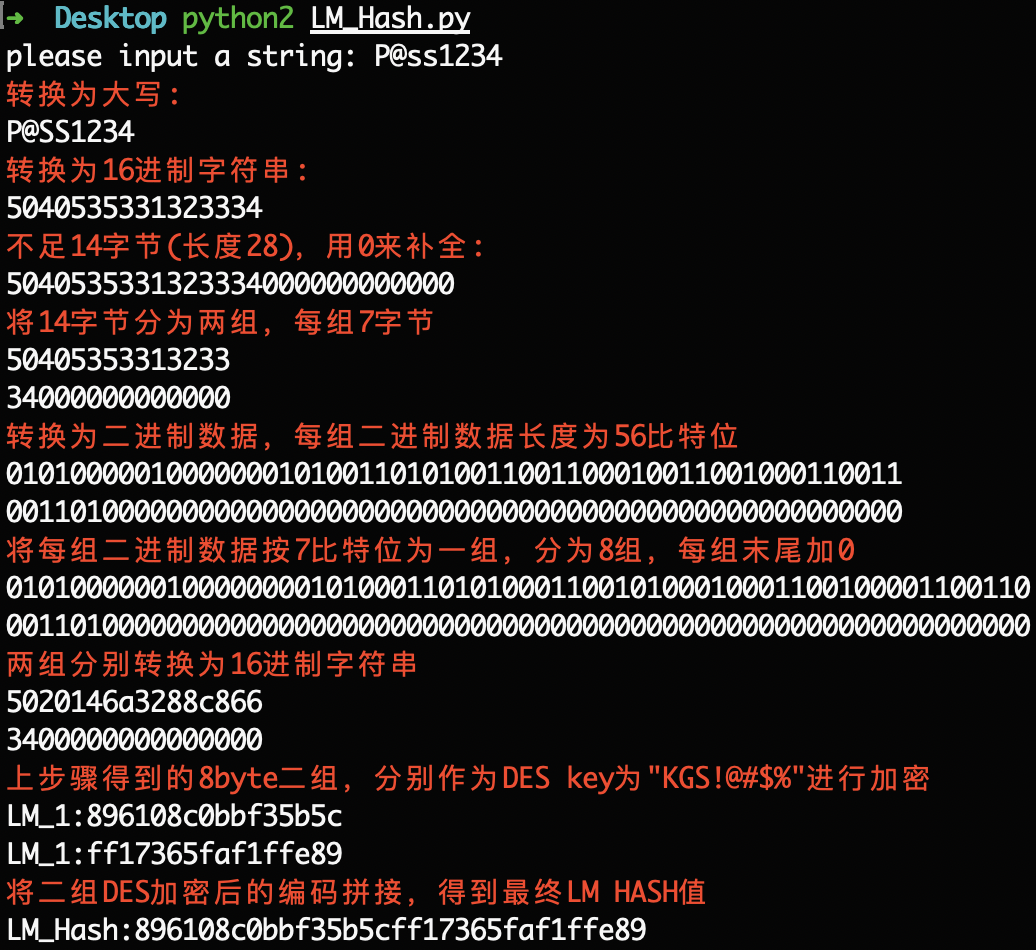 ➜ Desktop python2 LM_Hash.py
please input a string: P@ss1234
转换为大写:
P@SS1234
转换为16进制字符串:
5040535331323334
不足14字节(长度28)，用0来补全:
5040535331323334000000000000
将14字节分为两组，每组7字节
50405353313233
34000000000000
转换为二进制数据，每组二进制数据长度为56比特位
01010000010000000101001101010011001100010011001000110011
00110100000000000000000000000000000000000000000000000000
将每组二进制数据按7比特位为一组，分为8组，每组末尾加0
0101000000100000000101000110101000110010100010001100100001100110
0011010000000000000000000000000000000000000000000000000000000000
两组分别转换为16进制字符串
5020146a3288c866
3400000000000000
上步骤得到的8byte二组，分别作为DES key为"KGS!@#$%"进行加密
LM_1:896108c0bbf35b5c
LM_1:ff17365faf1ffe89
将二组DES加密后的编码拼接，得到最终LM HASH值
LM_Hash:896108c0bbf35b5cff17365faf1ffe89